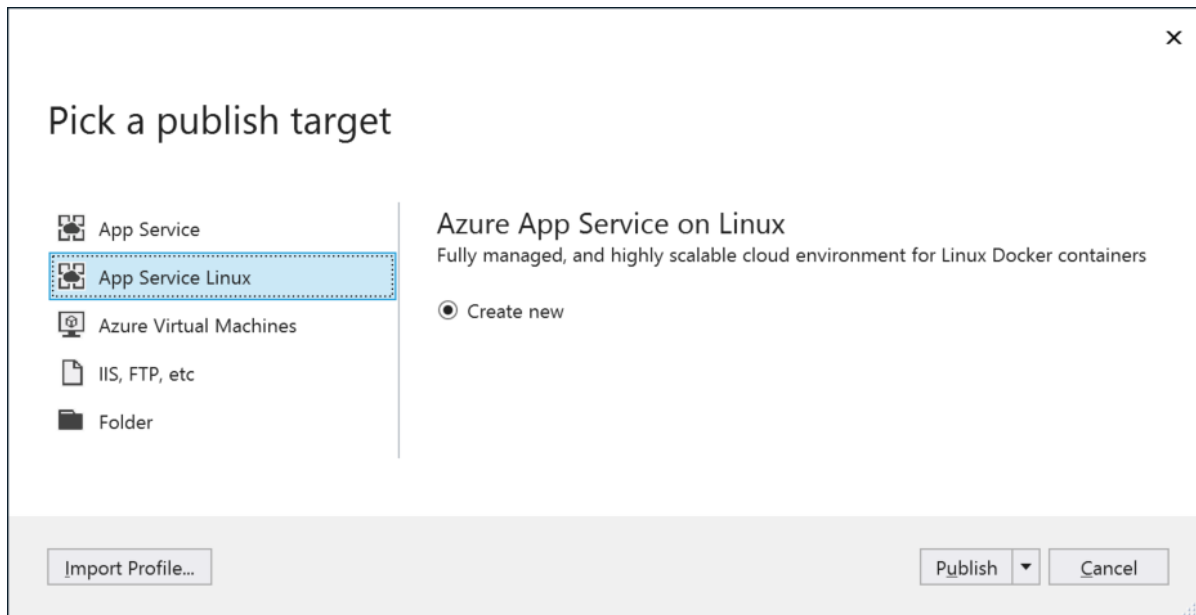 Pick a publish target
App Service
App Service Linux
Azure Virtual Machines
IIS, FTP, etc
Folder
Azure App Service on Linux
Fully managed, and highly scalable cloud environment for Linux Docker containers
Create new
Import Profile...
Publish
Cancel